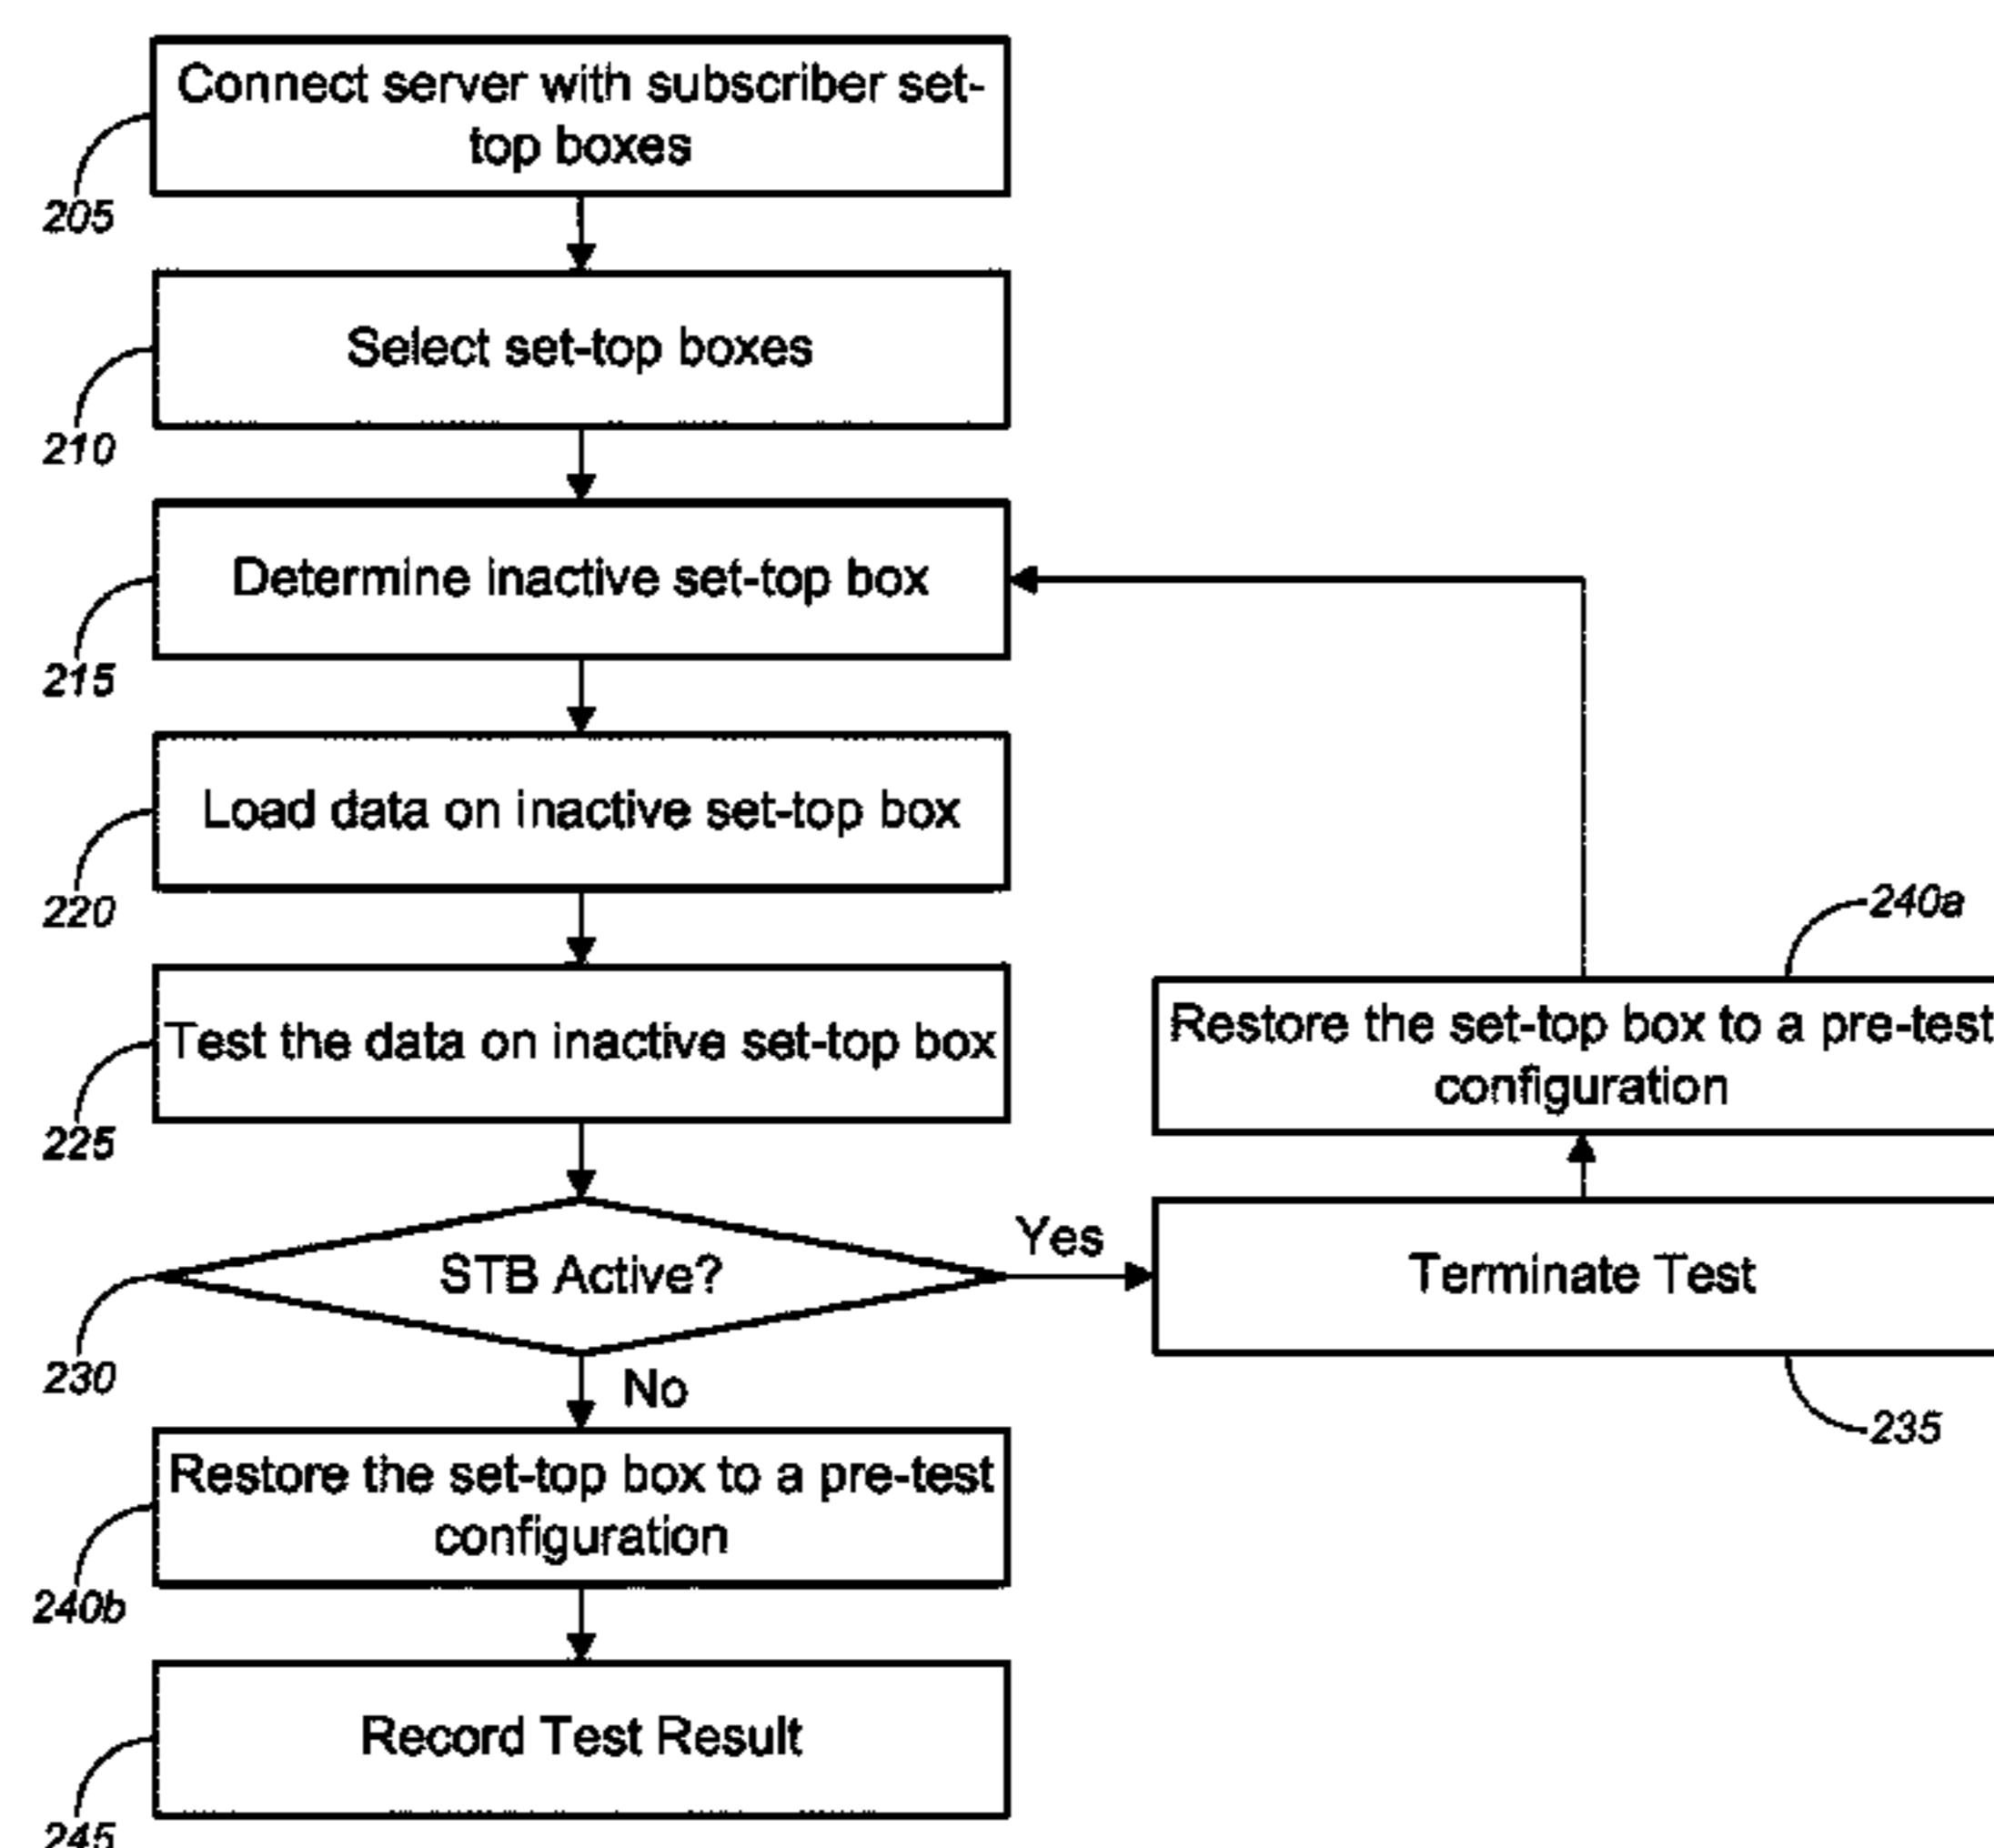 Connect server with subscriber set-
top boxes
205
Select set-top boxes
210
Determine inactive set-top box
215
Load data on inactive set-top box
220
240a
Test the data on inactive set-top box
225
Restore the set-top box to a pre-test
configuration
STB Active?
230
Yes
Terminate Test
235
No
Restore the set-top box to a pre-test
configuration
240b
Record Test Result
245